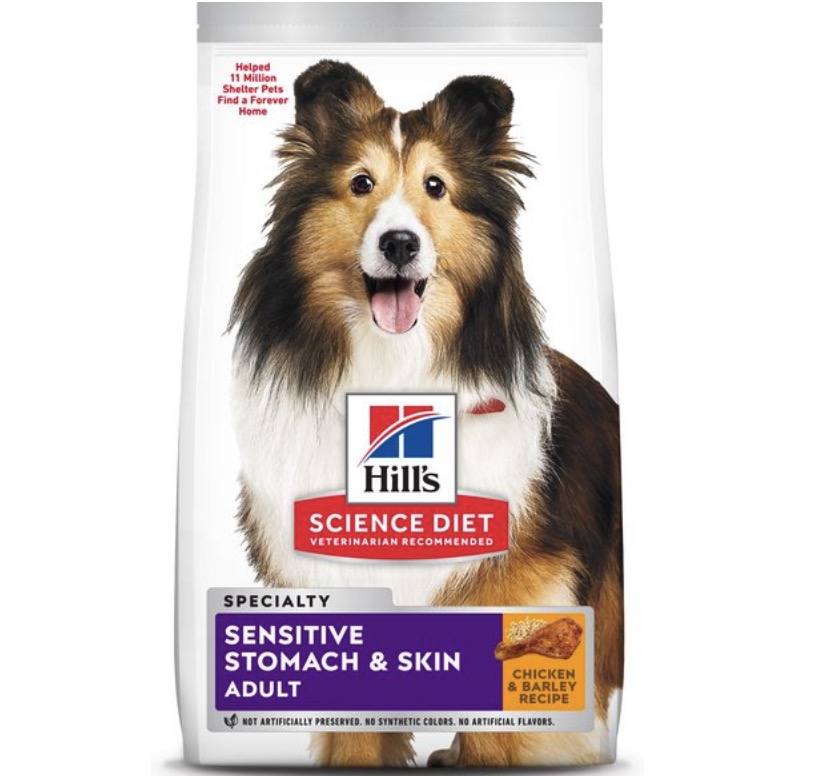 Helped
11 Million
Shelter Pets
Find a Forever
Home
Hill's
SCIENCE DIET
VETERINARIAN RECOMMENDED
SPECIALTY
SENSITIVE
STOMACH & SKIN
ADULT
CHICKEN
& BARLEY
RECIPE
NOT ARTIFICIALLY PRESERVED. NO SYNTHETIC COLORS. NO ARTIFICIAL FLAVORS.